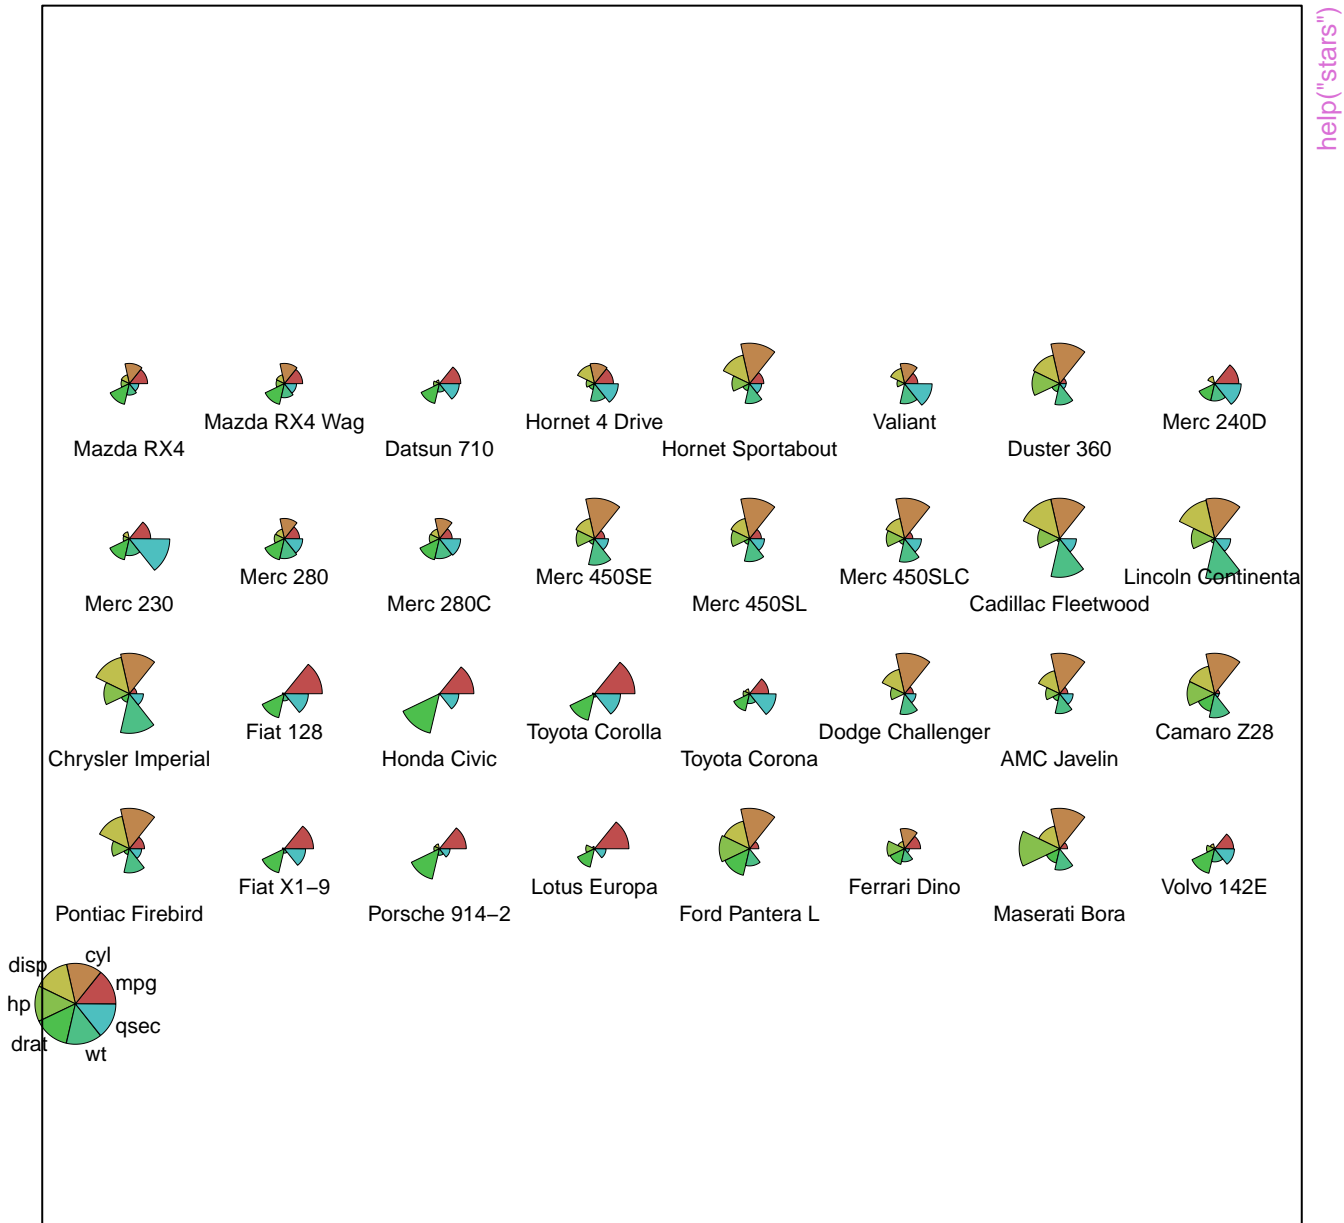 help("stars")
Mazda RX4
Mazda RX4 Wag
Datsun 710
Hornet 4 Drive
Hornet Sportabout
Valiant
Duster 360
Merc 240D
Merc 230
Merc 280
Merc 280C
Merc 450SE
Merc 450SL
Merc 450SLC
Cadillac Fleetwood
Lincoln Continenta
Chrysler Imperial
Fiat 128
Honda Civic
Toyota Corolla
Toyota Corona
Dodge Challenger
AMC Javelin
Camaro Z28
Pontiac Firebird
Fiat X1−9
Porsche 914−2
Lotus Europa
Ford Pantera L
Ferrari Dino
Maserati Bora
Volvo 142E
cyl
disp
mpg
hp
qsec
drat
wt